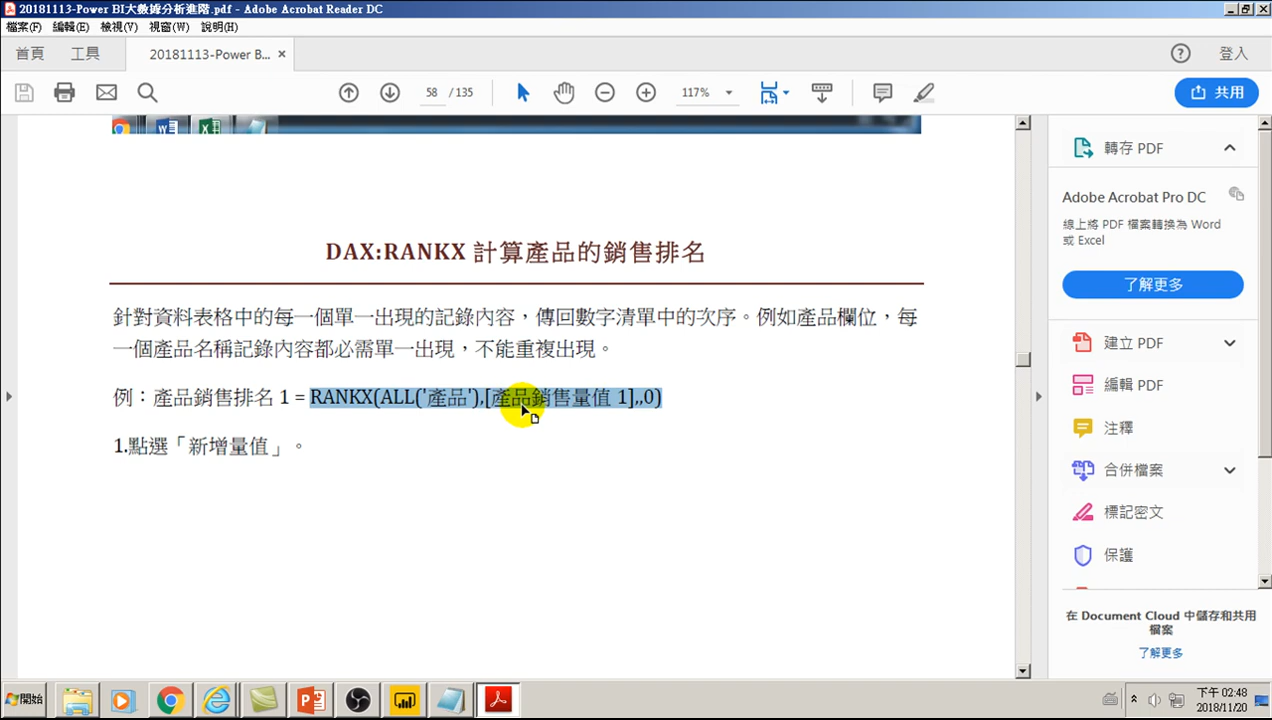 20181113-Power BI大數據分析進階.pdf - Adobe Acrobat Reader DC
檔案(F) 編輯(E) 檢視(V) 視窗(W) 說明(H)
首頁 工具 20181113-Power B... × 登入
58 / 135 117% 共用
DAX:RANKX 計算產品的銷售排名
針對資料表格中的每一個單一出現的記錄內容，傳回數字清單中的次序。例如產品欄位，每
一個產品名稱記錄內容都必需單一出現，不能重複出現。
例：產品銷售排名 1 = RANKX(ALL('產品'),[產品銷售量值 1],,0)
1.點選「新增量值」。
轉存 PDF
Adobe Acrobat Pro DC
線上將 PDF 檔案轉換為 Word
或 Excel
了解更多
建立 PDF
編輯 PDF
注釋
合併檔案
標記密文
保護
在 Document Cloud 中儲存和共用
檔案
了解更多
開始
下午 02:48
2018/11/20